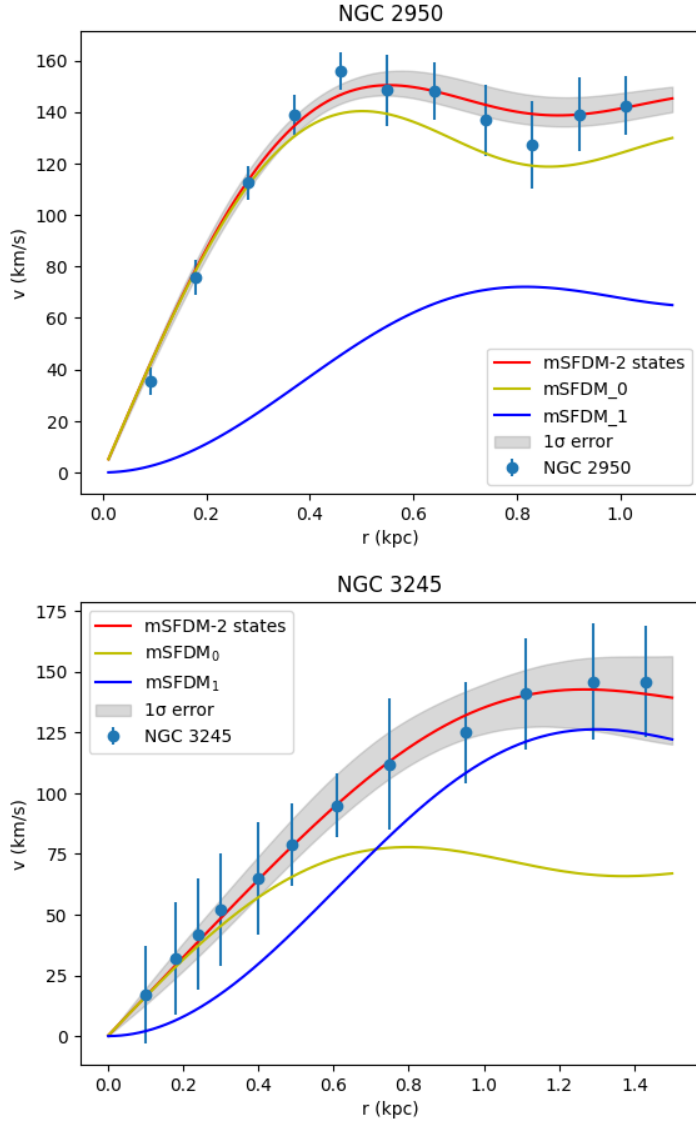 NGC 2950
160
140
120
100
80
60
40
20
0
v (km/s)
mSFDM-2 states
mSFDM_0
mSFDM_1
1σ error
NGC 2950
0.0 0.2 0.4 0.6 0.8 1.0
r (kpc)
NGC 3245
175
150
125
100
75
50
25
0
v (km/s)
mSFDM-2 states
mSFDM₀
mSFDM₁
1σ error
NGC 3245
0.0 0.2 0.4 0.6 0.8 1.0 1.2 1.4
r (kpc)